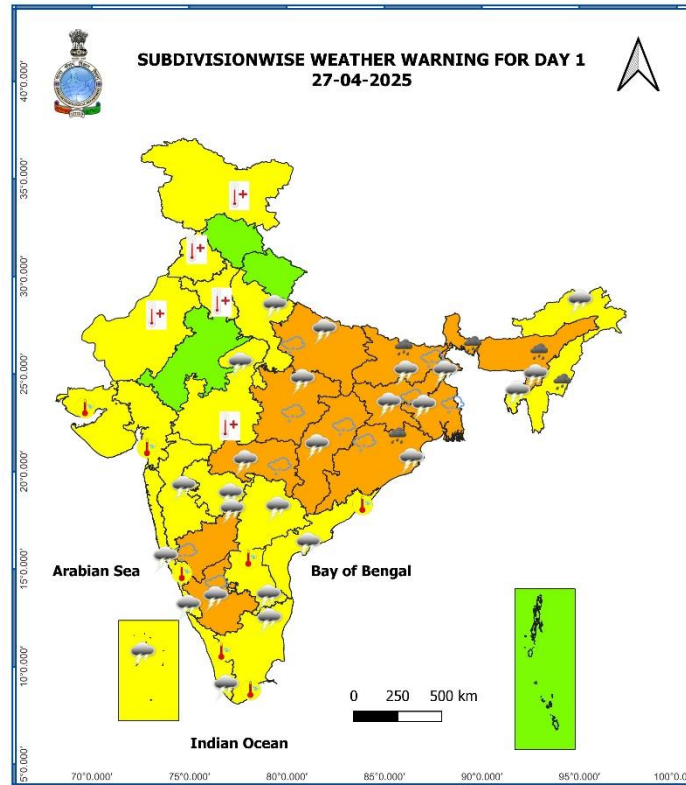 SUBDIVISIONWISE WEATHER WARNING FOR DAY 1
27-04-2025
40°0.000'
35°0.000'
30°0.000'
25°0.000'
20°0.000'
15°0.000'
10°0.000'
5°0.000'
Arabian Sea
Bay of Bengal
0 250 500 km
Indian Ocean
70°0.000' 75°0.000' 80°0.000' 85°0.000' 90°0.000' 95°0.000' 100°0.